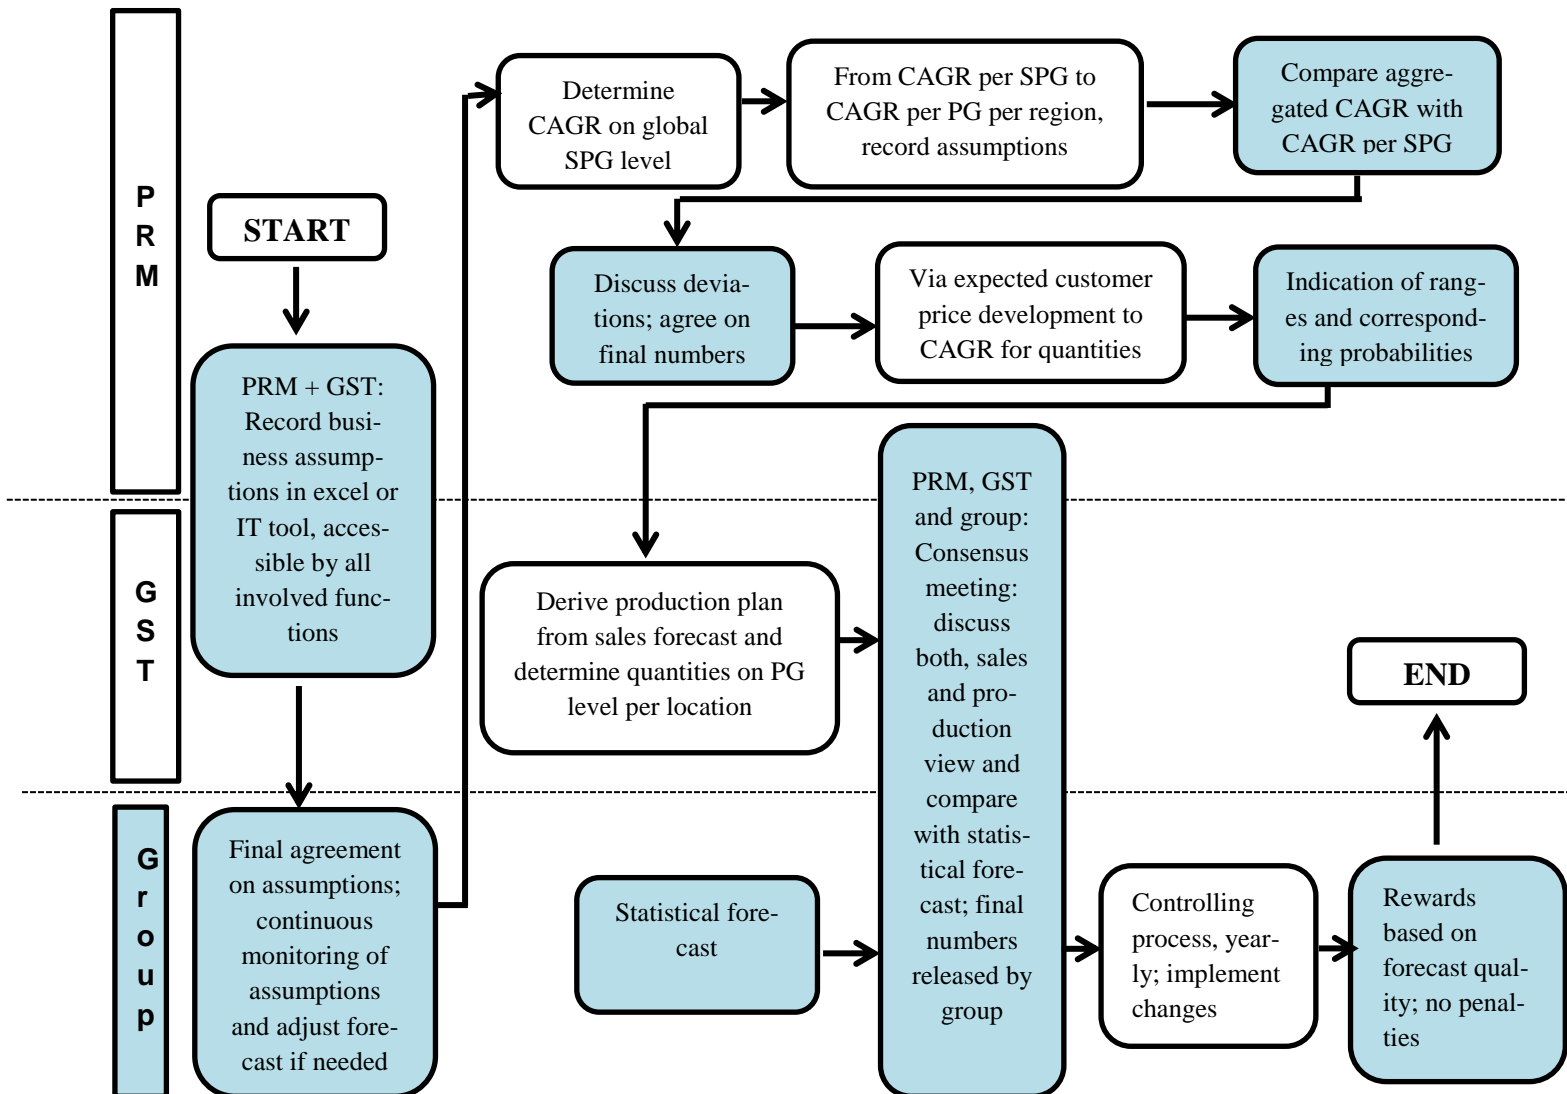 P
R
M
START
PRM + GST:
Record busi-
ness assump-
tions in excel or
IT tool, acces-
sible by all
involved func-
tions
Determine
CAGR on global
SPG level
From CAGR per SPG to
CAGR per PG per region,
record assumptions
Compare aggre-
gated CAGR with
CAGR per SPG
Discuss devia-
tions; agree on
final numbers
Via expected customer
price development to
CAGR for quantities
Indication of rang-
es and correspond-
ing probabilities
G
S
T
Derive production plan
from sales forecast and
determine quantities on PG
level per location
PRM, GST
and group:
Consensus
meeting:
discuss
both, sales
and pro-
duction
view and
compare
with statis-
tical fore-
cast; final
numbers
released by
group
END
G
r
o
u
p
Final agreement
on assumptions;
continuous
monitoring of
assumptions
and adjust fore-
cast if needed
Statistical fore-
cast
Controlling
process, year-
ly; implement
changes
Rewards
based on
forecast qual-
ity; no penal-
ties